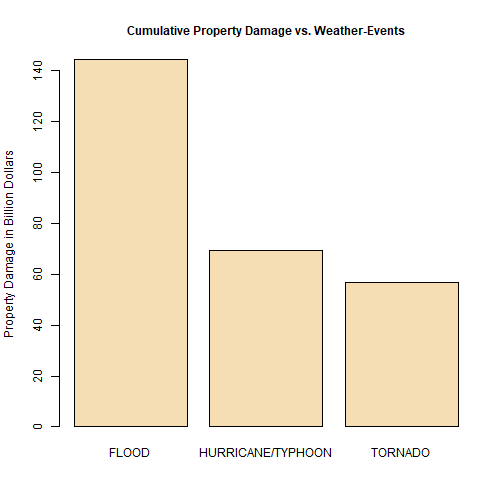 Cumulative Property Damage vs. Weather-Events
Property Damage in Billion Dollars
140
120
100
80
60
40
20
0
FLOOD HURRICANE/TYPHOON TORNADO